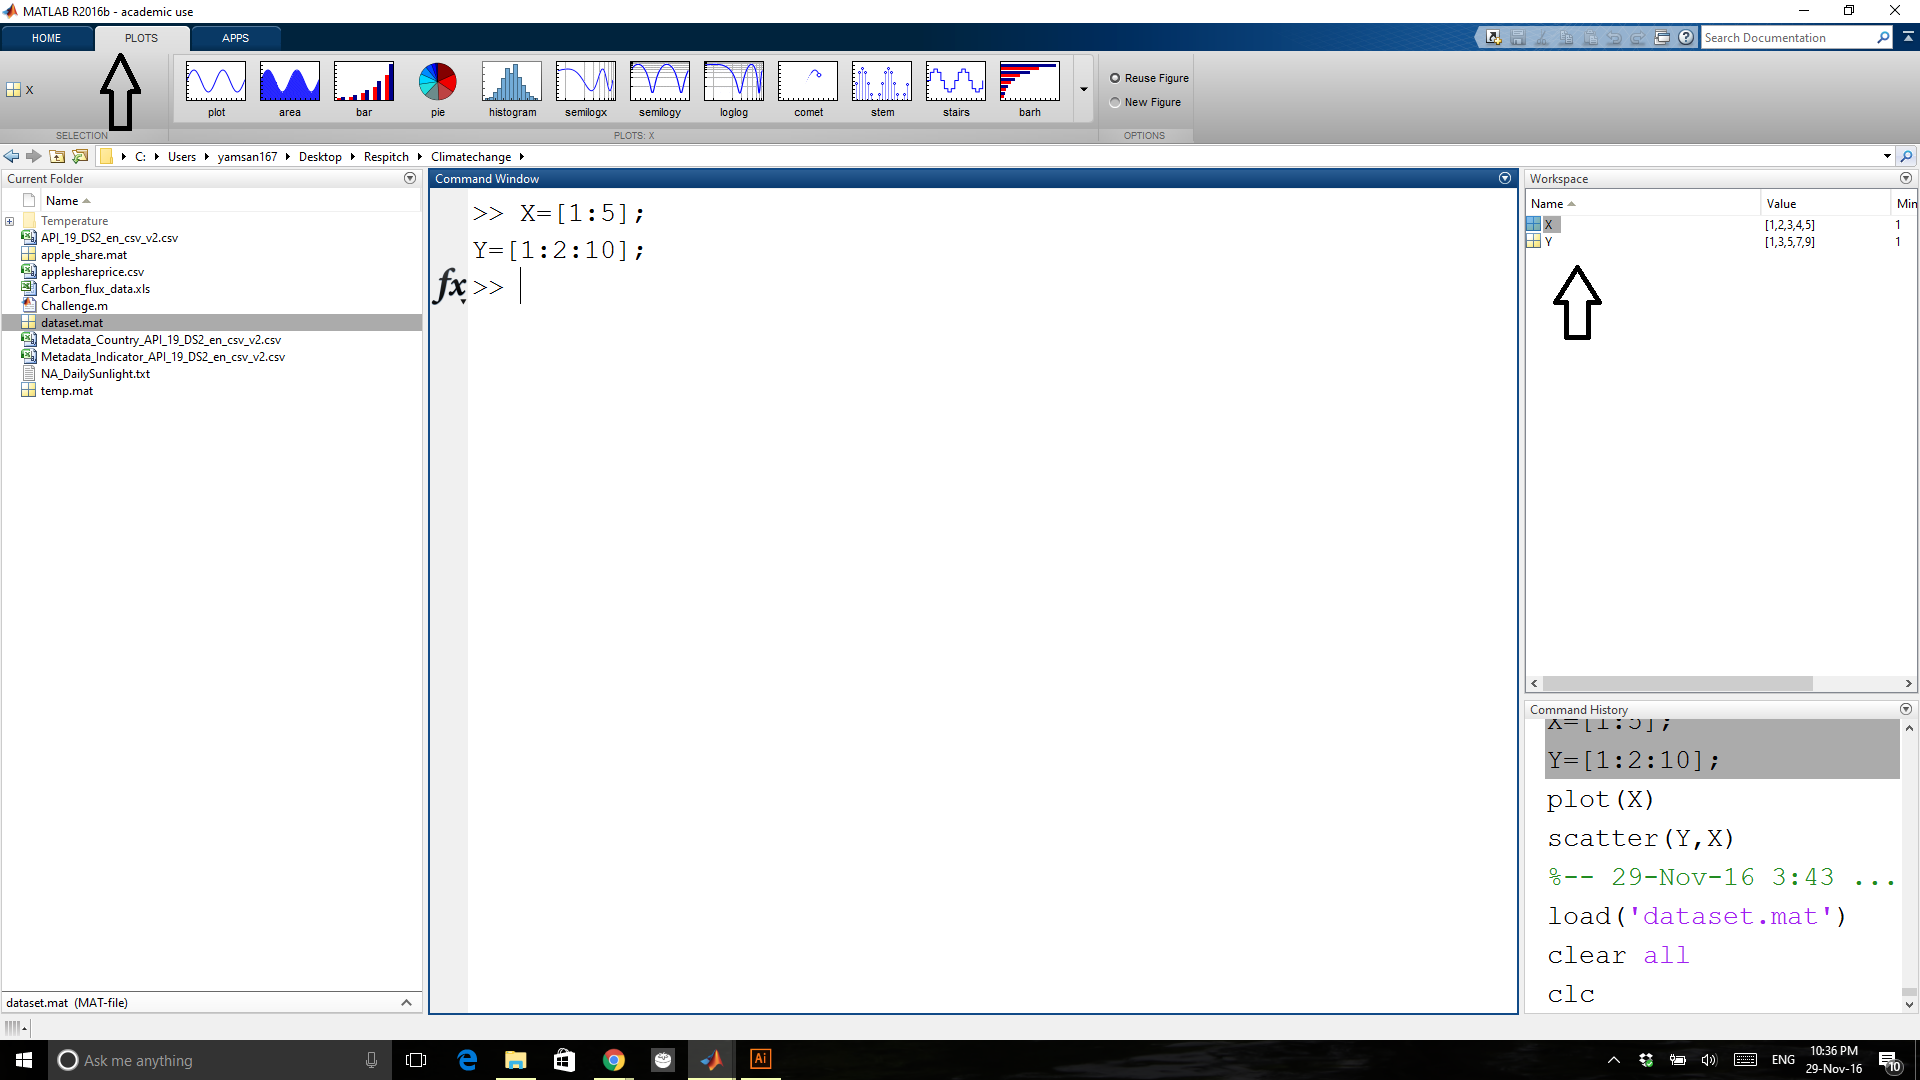 MATLAB R2016b - academic use
HOME PLOTS APPS
Search Documentation
X
plot area bar pie histogram semilogx semilogy loglog comet stem stairs barh
Reuse Figure
New Figure
SELECTION PLOTS: X OPTIONS
C: Users yamsan167 Desktop Respitch Climatechange
Current Folder
Name
Temperature
API_19_DS2_en_csv_v2.csv
apple_share.mat
appleshareprice.csv
Carbon_flux_data.xls
Challenge.m
dataset.mat
Metadata_Country_API_19_DS2_en_csv_v2.csv
Metadata_Indicator_API_19_DS2_en_csv_v2.csv
NA_DailySunlight.txt
temp.mat
dataset.mat (MAT-file)
Command Window
>> X=[1:5];
Y=[1:2:10];
fx >>
Workspace
Name Value Min
X [1,2,3,4,5] 1
Y [1,3,5,7,9] 1
Command History
X=[1:5];
Y=[1:2:10];
plot(X)
scatter(Y,X)
%-- 29-Nov-16 3:43 ...
load('dataset.mat')
clear all
clc
Ask me anything
Ai
ENG
10:36 PM
29-Nov-16
10